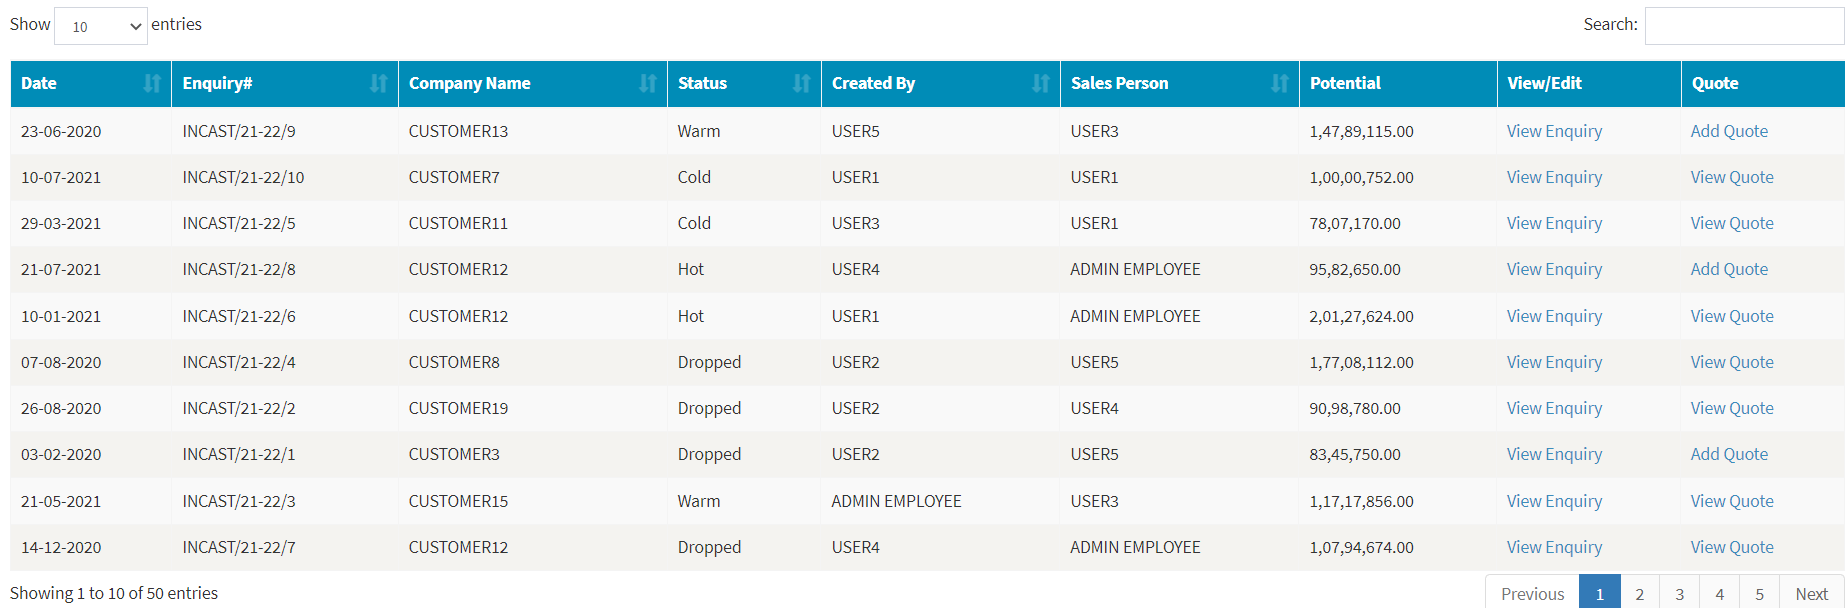 Show 10 entries Search:
Date Enquiry# Company Name Status Created By Sales Person Potential View/Edit Quote
23-06-2020 INCAST/21-22/9 CUSTOMER13 Warm USER5 USER3 1,47,89,115.00 View Enquiry Add Quote
10-07-2021 INCAST/21-22/10 CUSTOMER7 Cold USER1 USER1 1,00,00,752.00 View Enquiry View Quote
29-03-2021 INCAST/21-22/5 CUSTOMER11 Cold USER3 USER1 78,07,170.00 View Enquiry View Quote
21-07-2021 INCAST/21-22/8 CUSTOMER12 Hot USER4 ADMIN EMPLOYEE 95,82,650.00 View Enquiry Add Quote
10-01-2021 INCAST/21-22/6 CUSTOMER12 Hot USER1 ADMIN EMPLOYEE 2,01,27,624.00 View Enquiry View Quote
07-08-2020 INCAST/21-22/4 CUSTOMER8 Dropped USER2 USER5 1,77,08,112.00 View Enquiry View Quote
26-08-2020 INCAST/21-22/2 CUSTOMER19 Dropped USER2 USER4 90,98,780.00 View Enquiry View Quote
03-02-2020 INCAST/21-22/1 CUSTOMER3 Dropped USER2 USER5 83,45,750.00 View Enquiry Add Quote
21-05-2021 INCAST/21-22/3 CUSTOMER15 Warm ADMIN EMPLOYEE USER3 1,17,17,856.00 View Enquiry View Quote
14-12-2020 INCAST/21-22/7 CUSTOMER12 Dropped USER4 ADMIN EMPLOYEE 1,07,94,674.00 View Enquiry View Quote
Showing 1 to 10 of 50 entries Previous 1 2 3 4 5 Next